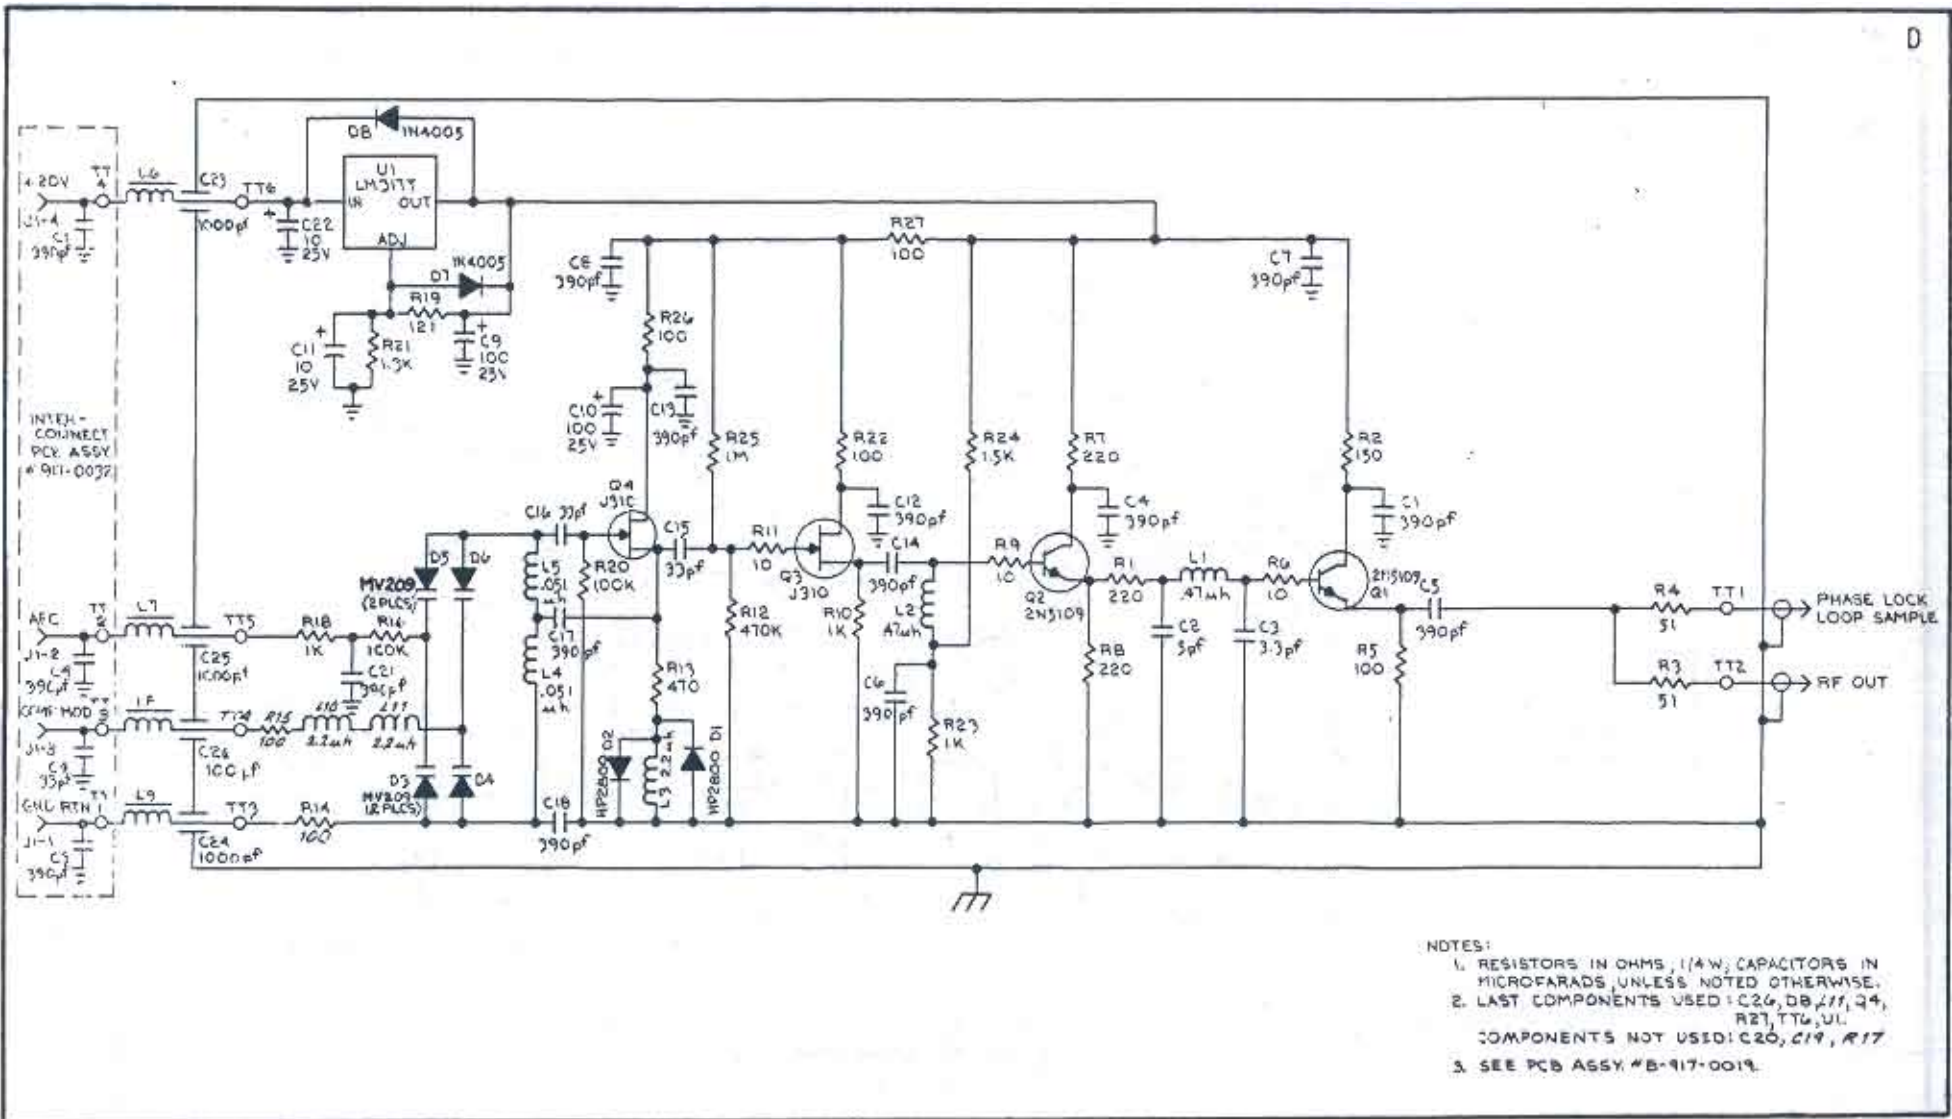 D
D8 1N4005
U1
LM317T
IN OUT
ADJ
TT
4
L6
C23
1000pf
TT6
+
C22
10
25V
J1-4
390pf
1N4005
D7
R19
121
+
C11
10
25V
R21
1.3K
+
C9
100
25V
INTER-
CONNECT
PCB ASSY
# 917-0032
C8
390pf
R26
100
+
C10
100
25V
C13
390pf
R25
1M
R27
100
R22
100
C12
390pf
R24
1.5K
R7
220
C4
390pf
C7
390pf
R2
150
C1
390pf
Q4
J310
C16 33pf
C15
33pf
R11
10
Q3
J310
C14
390pf
R9
10
Q2
2N5109
R1
220
L1
.47uh
R6
10
2N5109
Q1
C5
390pf
R4
51
TT1
PHASE LOCK
LOOP SAMPLE
R3
51
TT2
RF OUT
D5 D6
MV209
(2PLCS)
L5
.051
uh
R20
100K
C17
390pf
L4
.051
uh
R12
470K
R10
1K
L2
.47uh
C6
390pf
R23
1K
R8
220
C2
5pf
C3
3.3pf
R5
100
R13
470
HP2800 D2
L3 2.2uh
HP2800 D1
AFC
J1-2
390pf
L7
C25
1000pf
TT5
R18
1K
R16
100K
C21
390pf
COMP MOD
J1-3
33pf
C26
100pf
TT4
R15
100
L10
2.2uh
L11
2.2uh
D3
MV209
(2PLCS)
D4
GND RTN
J1-1
390pf
L9
C24
1000pf
TT3
R14
100
C18
390pf
NOTES:
1. RESISTORS IN OHMS, 1/4 W, CAPACITORS IN
MICROFARADS, UNLESS NOTED OTHERWISE.
2. LAST COMPONENTS USED: C26, D8, L11, Q4,
R27, TT6, U1.
COMPONENTS NOT USED: C20, C19, R17
3. SEE PCB ASSY. #B-917-0019.